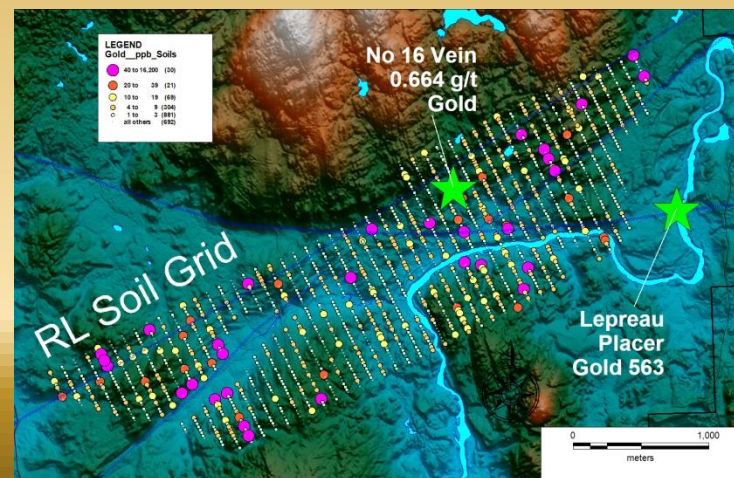 LEGEND
Gold__ppb_Soils
40 to 16,200 (30)
20 to 39 (21)
10 to 19 (69)
4 to 9 (304)
1 to 3 (881)
all others (692)
No 16 Vein
0.664 g/t
Gold
RL Soil Grid
Lepreau
Placer
Gold 563
0 1,000
meters